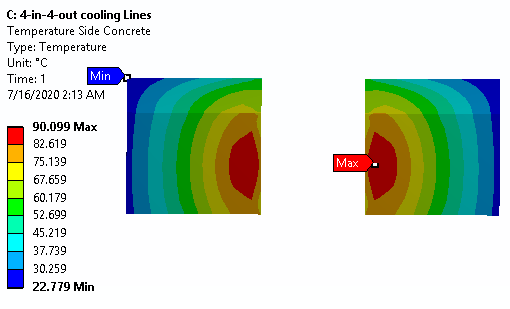 C: 4-in-4-out cooling Lines
Temperature Side Concrete
Type: Temperature
Unit: °C
Time: 1
7/16/2020 2:13 AM
Min
90.099 Max
82.619
75.139
67.659
60.179
52.699
45.219
37.739
30.259
22.779 Min
Max